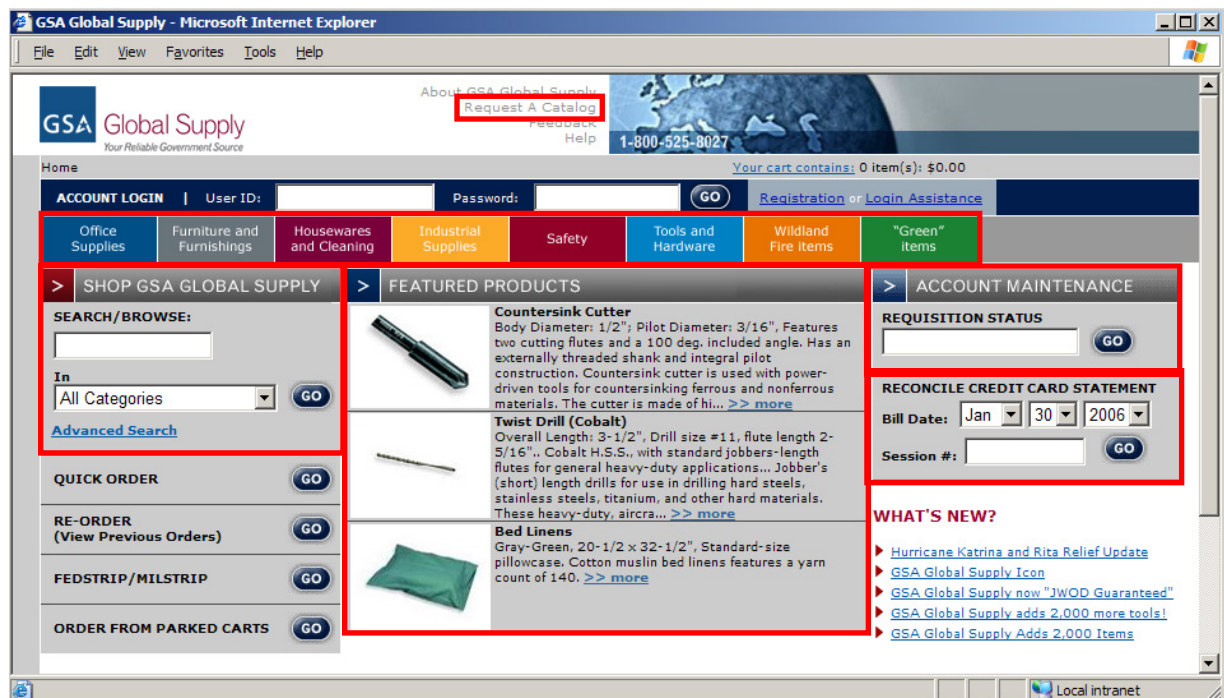 GSA Global Supply - Microsoft Internet Explorer
File Edit View Favorites Tools Help
About GSA Global Supply
Request A Catalog
Feedback
Help
GSA Global Supply
Your Reliable Government Source
1-800-525-8027
Home
Your cart contains: 0 item(s): $0.00
ACCOUNT LOGIN | User ID:
Password:
GO
Registration or Login Assistance
Office
Supplies
Furniture and
Furnishings
Housewares
and Cleaning
Industrial
Supplies
Safety
Tools and
Hardware
Wildland
Fire items
"Green"
items
> SHOP GSA GLOBAL SUPPLY
SEARCH/BROWSE:
In
All Categories
GO
Advanced Search
QUICK ORDER GO
RE-ORDER
(View Previous Orders) GO
FEDSTRIP/MILSTRIP GO
ORDER FROM PARKED CARTS GO
> FEATURED PRODUCTS
Countersink Cutter
Body Diameter: 1/2"; Pilot Diameter: 3/16", Features
two cutting flutes and a 100 deg. included angle. Has an
externally threaded shank and integral pilot
construction. Countersink cutter is used with power-
driven tools for countersinking ferrous and nonferrous
materials. The cutter is made of hi... >> more
Twist Drill (Cobalt)
Overall Length: 3-1/2", Drill size #11, flute length 2-
5/16".. Cobalt H.S.S., with standard jobbers-length
flutes for general heavy-duty applications... Jobber's
(short) length drills for use in drilling hard steels,
stainless steels, titanium, and other hard materials.
These heavy-duty, aircra... >> more
Bed Linens
Gray-Green, 20-1/2 x 32-1/2", Standard-size
pillowcase. Cotton muslin bed linens features a yarn
count of 140. >> more
> ACCOUNT MAINTENANCE
REQUISITION STATUS
GO
RECONCILE CREDIT CARD STATEMENT
Bill Date: Jan 30 2006
Session #: GO
WHAT'S NEW?
Hurricane Katrina and Rita Relief Update
GSA Global Supply Icon
GSA Global Supply now "JWOD Guaranteed"
GSA Global Supply adds 2,000 more tools!
GSA Global Supply Adds 2,000 Items
Local intranet